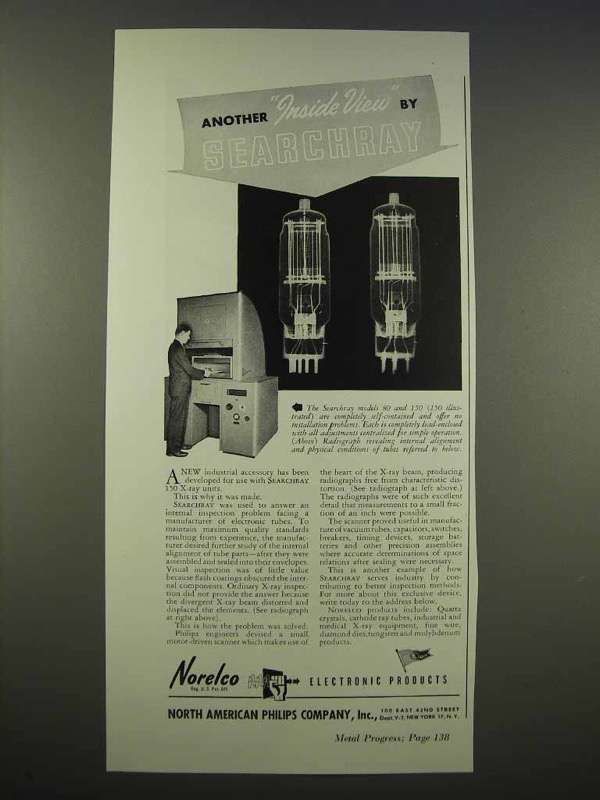 ANOTHER "Inside View" BY
SEARCHRAY
The Searchray models 80 and 150 (150 illus-
trated) are completely self-contained and offer no
installation problems. Each is completely lead-enclosed
with all adjustments centralized for simple operation.
(Above) Radiograph revealing internal alignment
and physical conditions of tubes referred to below.
A NEW industrial accessory has been
developed for use with SEARCHRAY
150 X-ray units.
This is why it was made.
SEARCHRAY was used to answer an
internal inspection problem facing a
manufacturer of electronic tubes. To
maintain maximum quality standards
resulting from experience, the manufac-
turer desired further study of the internal
alignment of tube parts—after they were
assembled and sealed into their envelopes.
Visual inspection was of little value
because flash coatings obscured the inter-
nal components. Ordinary X-ray inspec-
tion did not provide the answer because
the divergent X-ray beam distorted and
displaced the elements. (See radiograph
at right above).
This is how the problem was solved:
Philips engineers devised a small
motor-driven scanner which makes use of
the heart of the X-ray beam, producing
radiographs free from characteristic dis-
tortion. (See radiograph at left above.)
The radiographs were of such excellent
detail that measurements to a small frac-
tion of an inch were possible.
The scanner proved useful in manufac-
ture of vacuum tubes, capacitors, switches,
breakers, timing devices, storage bat-
teries and other precision assemblies
where accurate determinations of space
relations after sealing were necessary.
This is another example of how
SEARCHRAY serves industry by con-
tributing to better inspection methods.
For more about this exclusive device,
write today to the address below.
NORELCO products include: Quartz
crystals, cathode ray tubes, industrial and
medical X-ray equipment, fine wire,
diamond dies, tungsten and molybdenum
products.
Norelco
Reg. U.S. Pat. Off.
ELECTRONIC PRODUCTS
NORTH AMERICAN PHILIPS COMPANY, Inc., 100 EAST 42ND STREET
Dept. V-2, NEW YORK 17, N.Y.
Metal Progress; Page 138